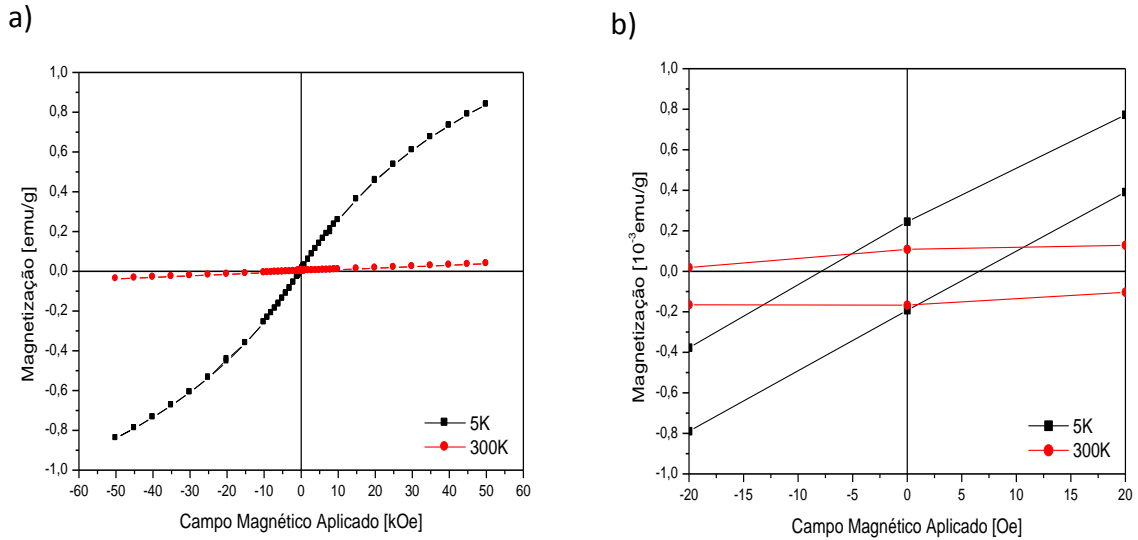 a)
1,0
0,8
0,6
0,4
0,2
0,0
-0,2
-0,4
-0,6
-0,8
-1,0
Magnetização [emu/g]
5K
300K
-60 -50 -40 -30 -20 -10 0 10 20 30 40 50 60
Campo Magnético Aplicado [kOe]
b)
1,0
0,8
0,6
0,4
0,2
0,0
-0,2
-0,4
-0,6
-0,8
-1,0
Magnetização [10⁻³emu/g]
5K
300K
-20 -15 -10 -5 0 5 10 15 20
Campo Magnético Aplicado [Oe]